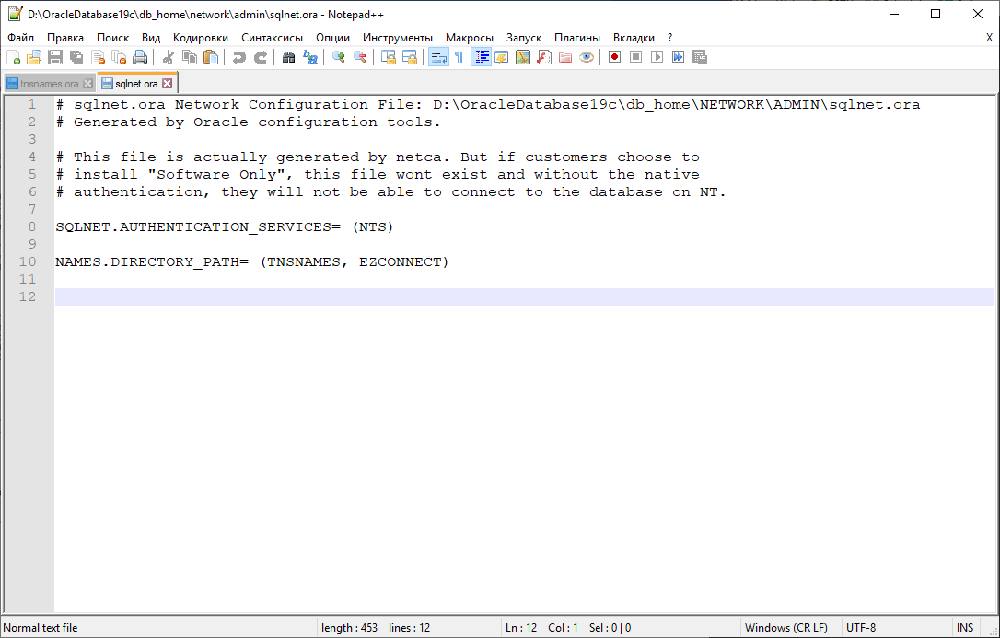 D:\OracleDatabase19c\db_home\network\admin\sqlnet.ora - Notepad++
Файл Правка Поиск Вид Кодировки Синтаксисы Опции Инструменты Макросы Запуск Плагины Вкладки ? X
tnsnames.ora sqlnet.ora
1 # sqlnet.ora Network Configuration File: D:\OracleDatabase19c\db_home\NETWORK\ADMIN\sqlnet.ora
2 # Generated by Oracle configuration tools.
3
4 # This file is actually generated by netca. But if customers choose to
5 # install "Software Only", this file wont exist and without the native
6 # authentication, they will not be able to connect to the database on NT.
7
8 SQLNET.AUTHENTICATION_SERVICES= (NTS)
9
10 NAMES.DIRECTORY_PATH= (TNSNAMES, EZCONNECT)
11
12
Normal text file length : 453 lines : 12 Ln : 12 Col : 1 Sel : 0 | 0 Windows (CR LF) UTF-8 INS